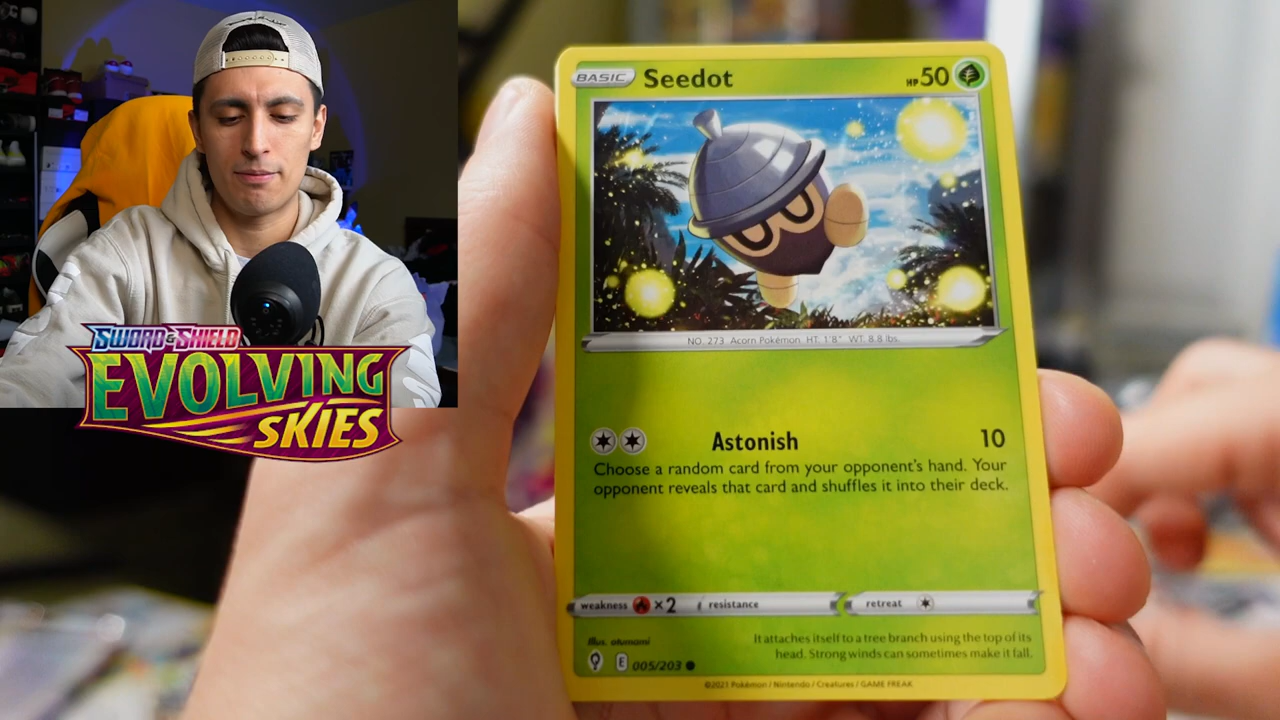 SWORD & SHIELD
EVOLVING
SKIES
BASIC Seedot HP 50
NO. 273 Acorn Pokémon. HT: 1'8" WT: 8.8 lbs.
Astonish 10
Choose a random card from your opponent's hand. Your
opponent reveals that card and shuffles it into their deck.
weakness ×2 resistance retreat
Illus. otumami
It attaches itself to a tree branch using the top of its
head. Strong winds can sometimes make it fall.
E 005/203
©2021 Pokémon / Nintendo / Creatures / GAME FREAK